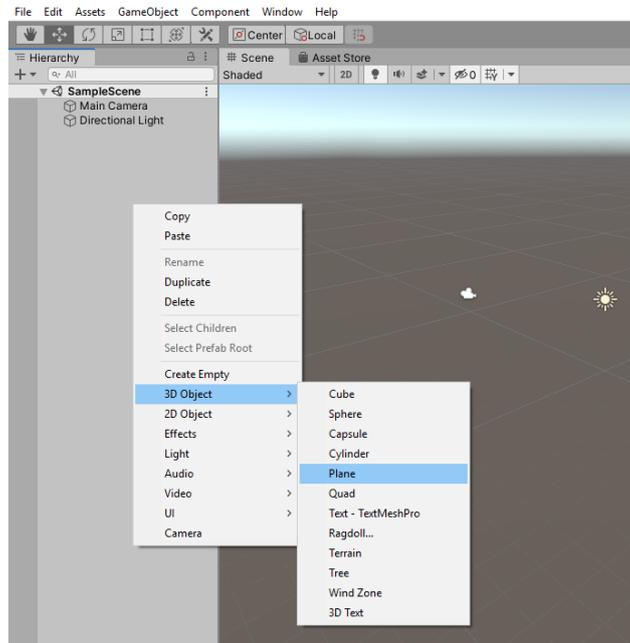 File Edit Assets GameObject Component Window Help
Center Local
Hierarchy
Scene Asset Store
All
Shaded 2D 0
SampleScene
Main Camera
Directional Light
Copy
Paste
Rename
Duplicate
Delete
Select Children
Select Prefab Root
Create Empty
3D Object
2D Object
Effects
Light
Audio
Video
UI
Camera
Cube
Sphere
Capsule
Cylinder
Plane
Quad
Text - TextMeshPro
Ragdoll...
Terrain
Tree
Wind Zone
3D Text